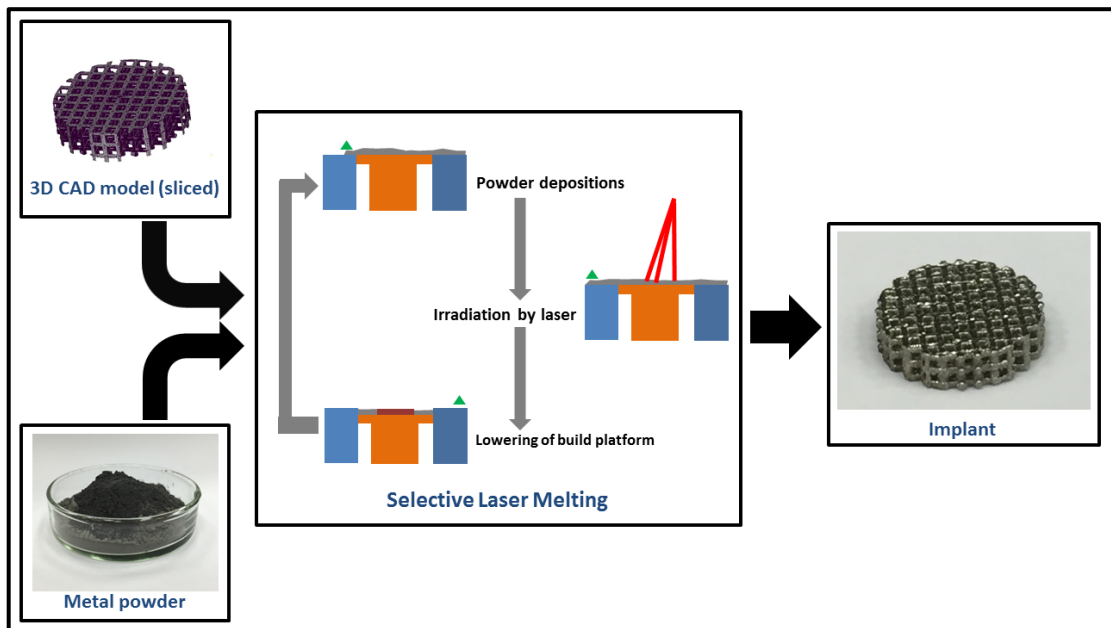 3D CAD model (sliced)
Metal powder
Powder depositions
Irradiation by laser
Lowering of build platform
Selective Laser Melting
Implant